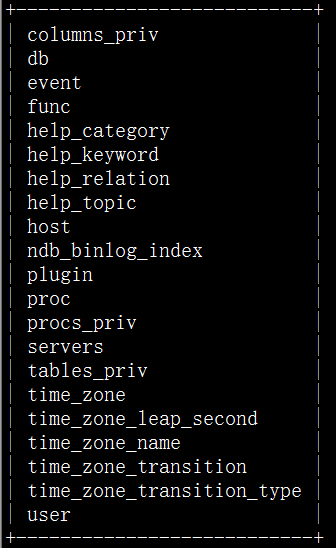 columns_priv
db
event
func
help_category
help_keyword
help_relation
help_topic
host
ndb_binlog_index
plugin
proc
procs_priv
servers
tables_priv
time_zone
time_zone_leap_second
time_zone_name
time_zone_transition
time_zone_transition_type
user